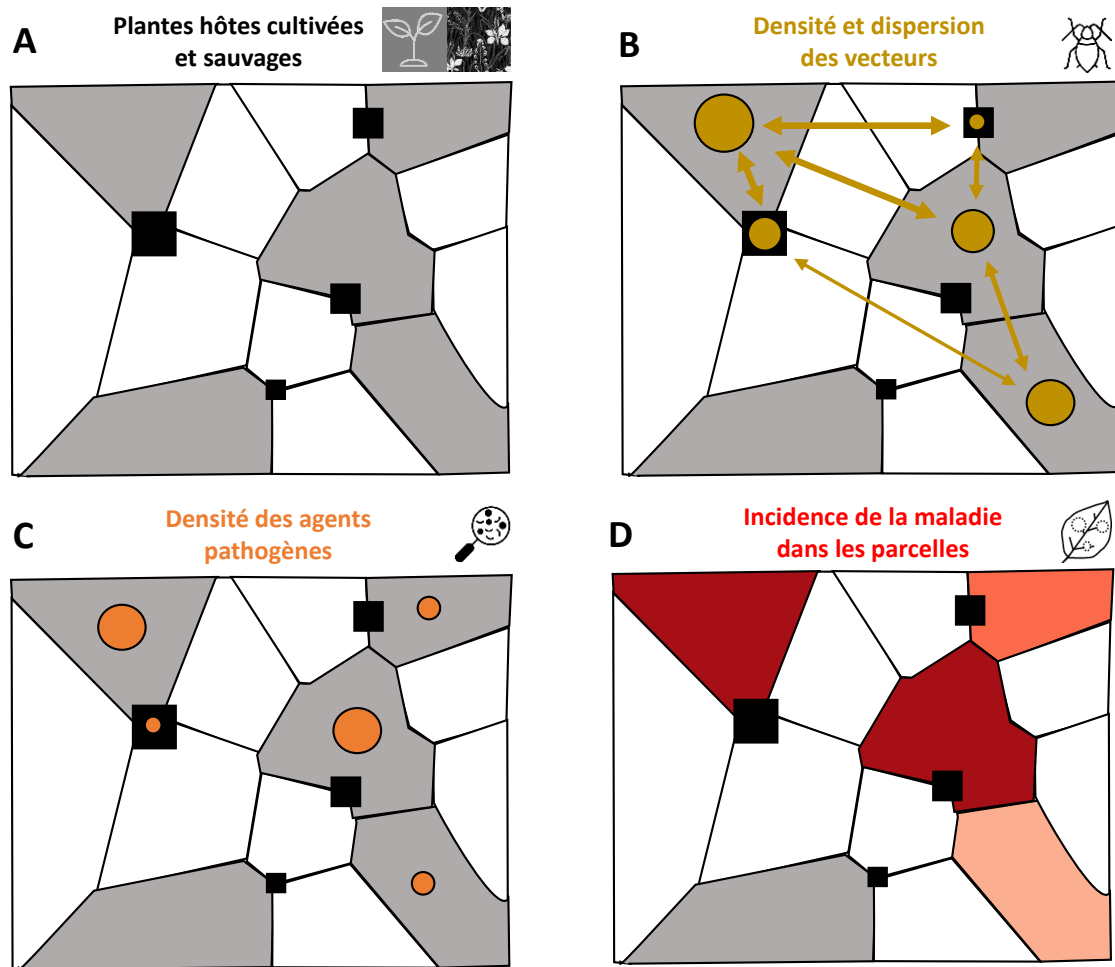 A
Plantes hôtes cultivées
et sauvages
B
Densité et dispersion
des vecteurs
C
Densité des agents
pathogènes
D
Incidence de la maladie
dans les parcelles